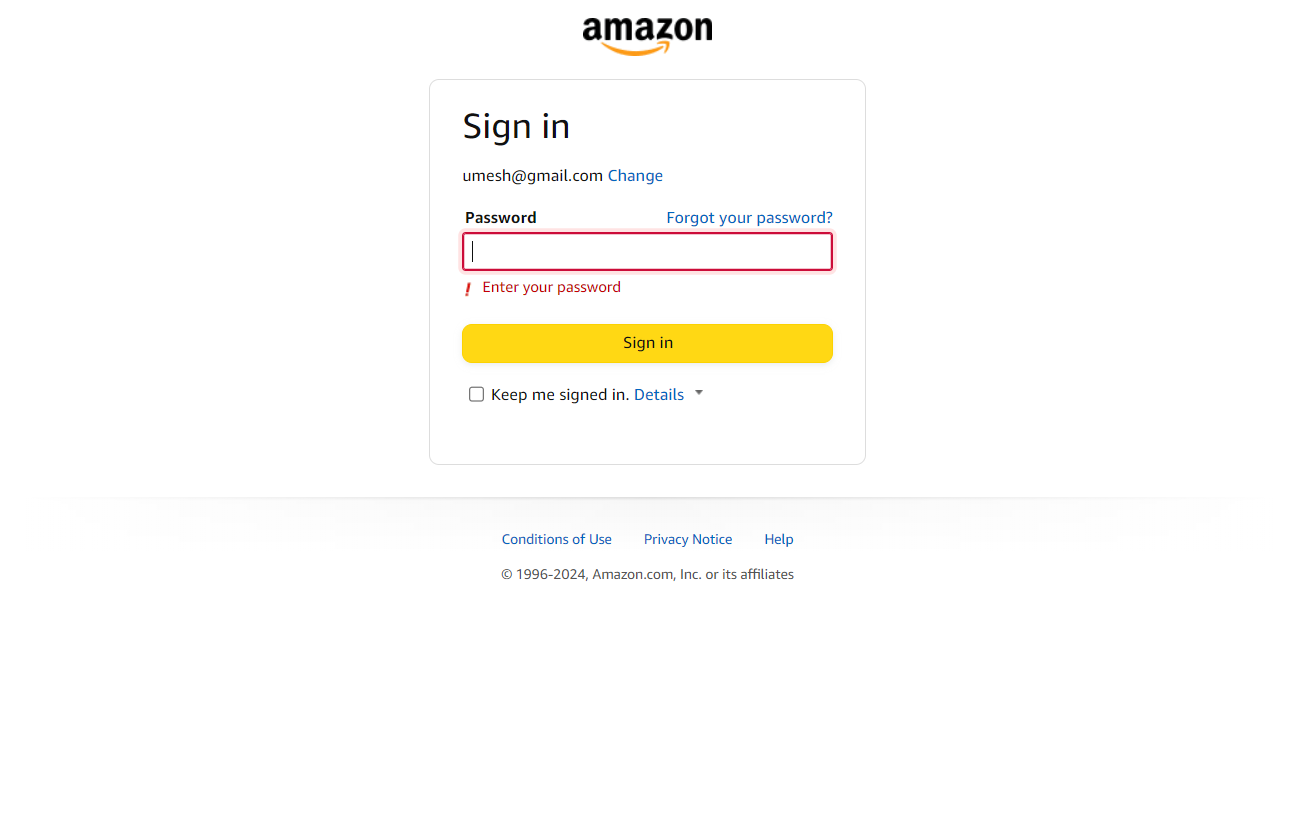 amazon
Sign in
umesh@gmail.com Change
Password Forgot your password?
! Enter your password
Sign in
Keep me signed in. Details
Conditions of Use Privacy Notice Help
© 1996-2024, Amazon.com, Inc. or its affiliates